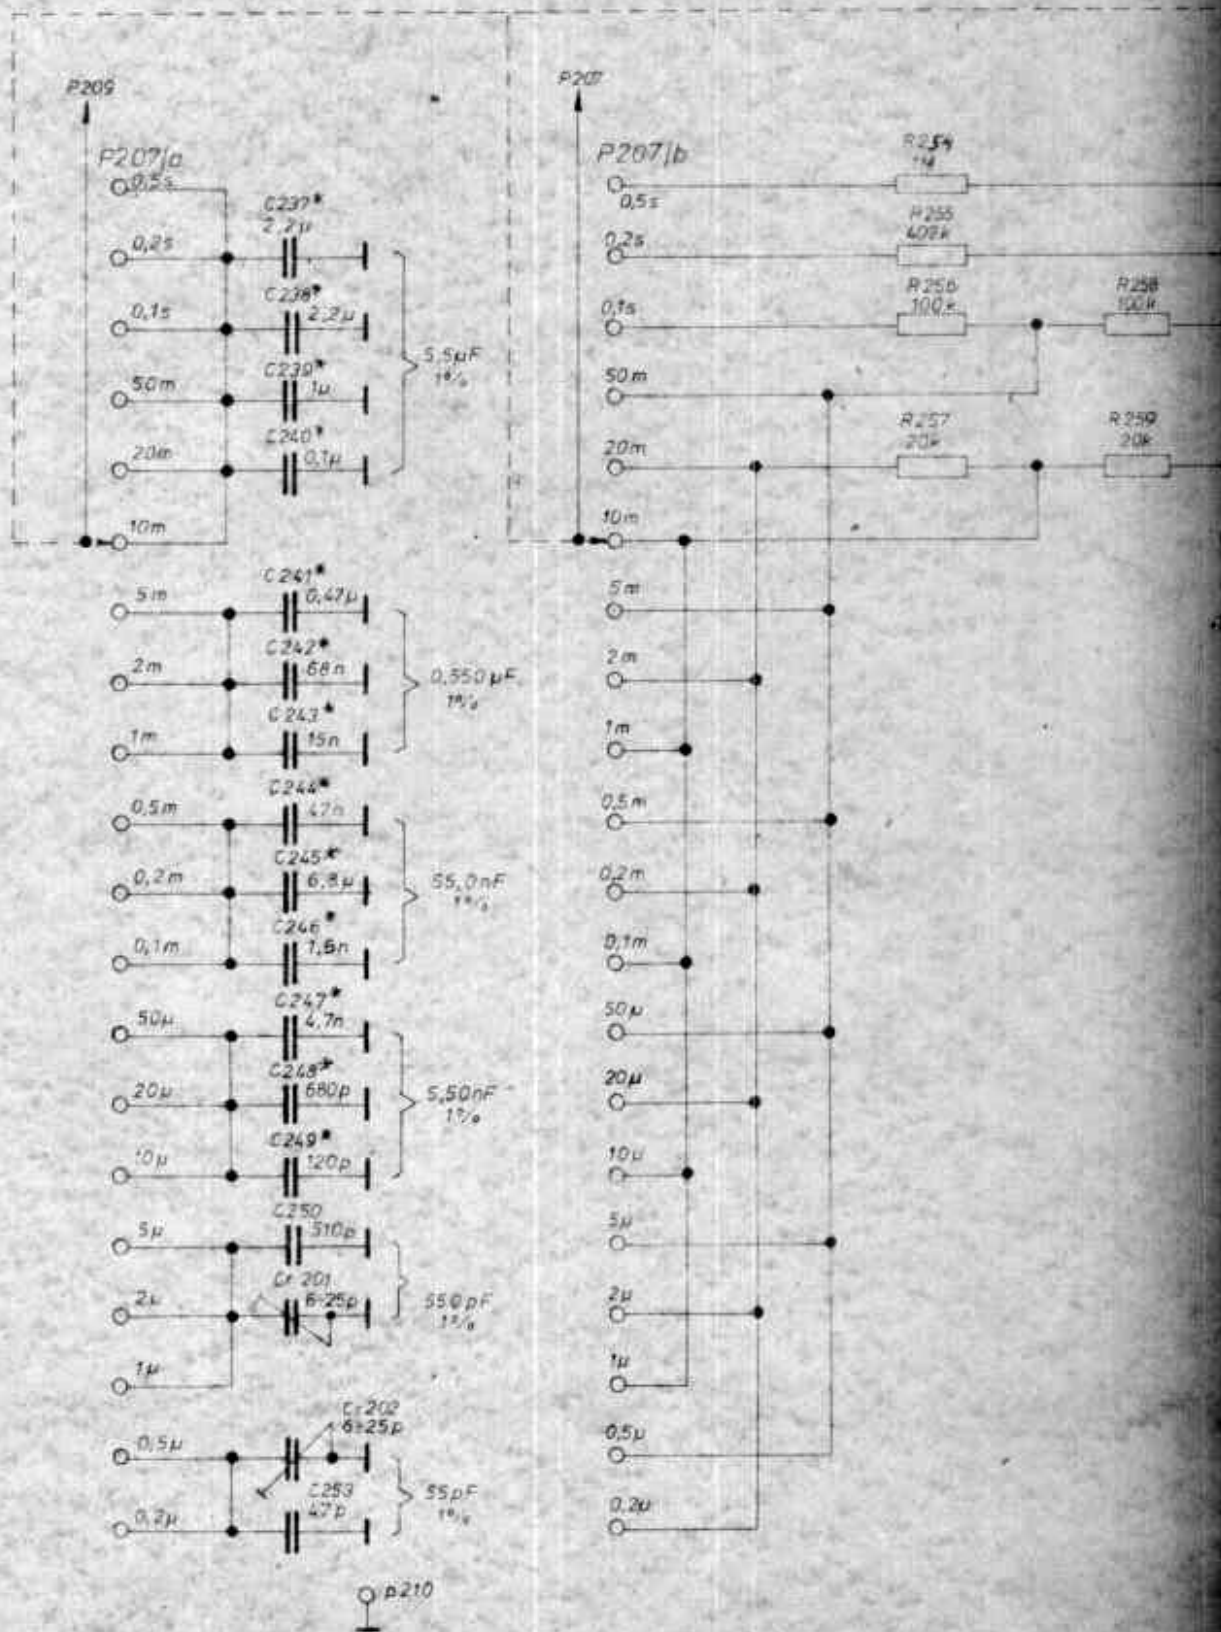 P209
P207/a
0,5s
C237*
2,2µ
0,2s
C238*
0,1s
2,2µ
C239*
50m
1µ
5,5µF
1%
C240*
20m
0,1µ
10m
C241*
5m
0,47µ
C242*
2m
68n
0,550µF
1%
C243*
1m
15n
C244*
0,5m
47n
C245*
0,2m
6,8µ
55,0nF
1%
C246*
0,1m
1,5n
C247*
50µ
4,7n
C248*
20µ
680p
5,50nF
1%
C249*
10µ
120p
C250
5µ
510p
Cr 201
2µ
6÷25p
550pF
1%
1µ
Cr202
6÷25p
0,5µ
C253
47p
55pF
1%
0,2µ
p210
P207
P207/b
R254
1M
0,5s
R255
402k
0,2s
R256
100k
R258
100k
0,1s
50m
R257
20k
R259
20k
20m
10m
5m
2m
1m
0,5m
0,2m
0,1m
50µ
20µ
10µ
5µ
2µ
1µ
0,5µ
0,2µ